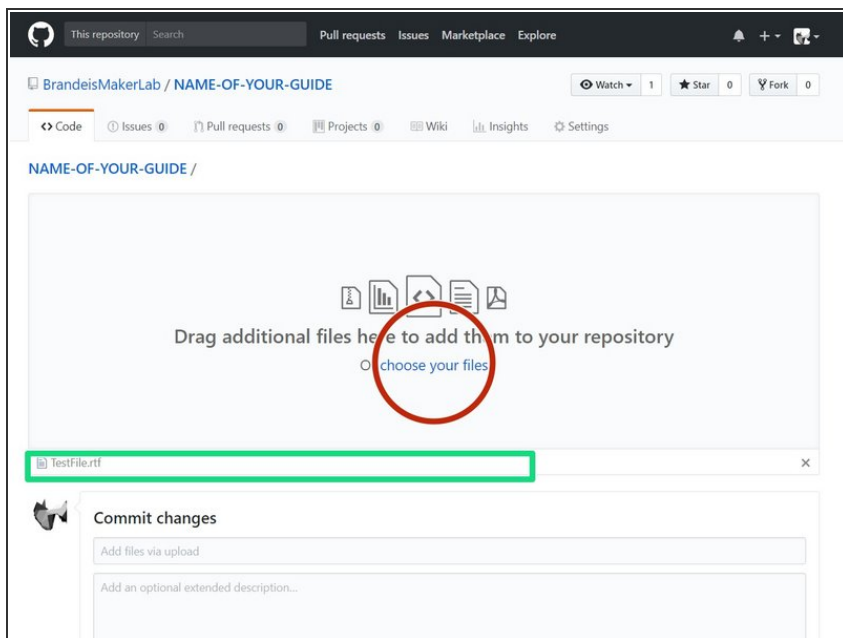 This repository Search Pull requests Issues Marketplace Explore
BrandeisMakerLab / NAME-OF-YOUR-GUIDE Watch 1 Star 0 Fork 0
Code Issues 0 Pull requests 0 Projects 0 Wiki Insights Settings
NAME-OF-YOUR-GUIDE /
Drag additional files here to add them to your repository
Or choose your files
TestFile.rtf
Commit changes
Add files via upload
Add an optional extended description...